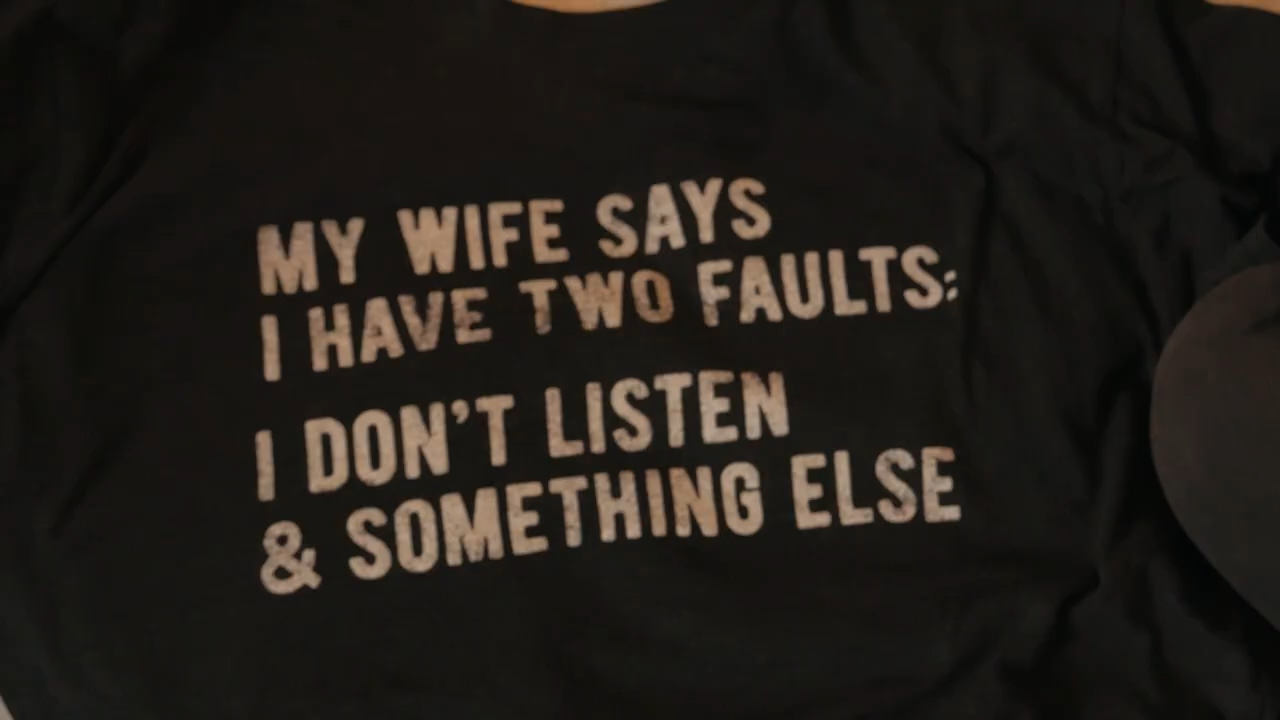 MY WIFE SAYS
I HAVE TWO FAULTS:
I DON'T LISTEN
& SOMETHING ELSE